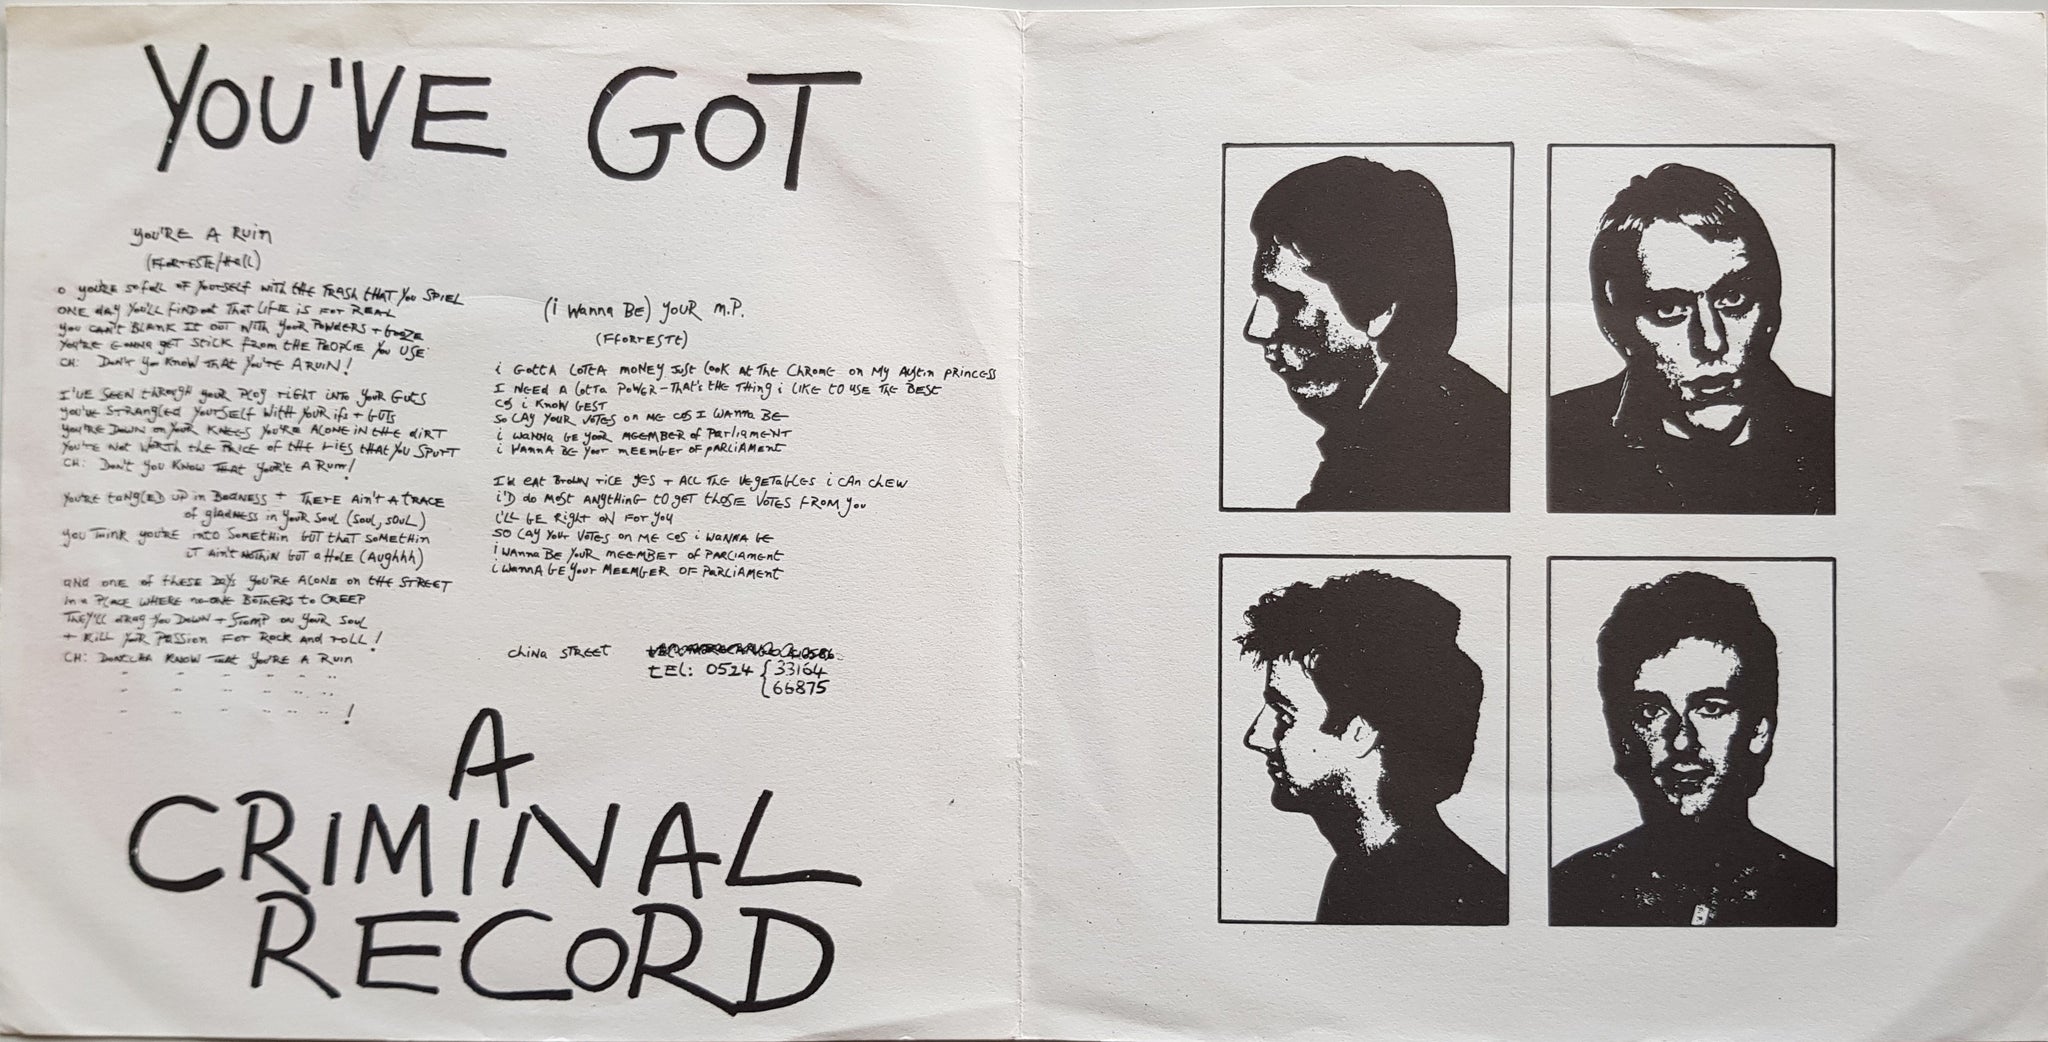 YOU'VE GOT
YOU'RE A RUIN
(FFORTESTE/HELL)
O YOU'RE SO FULL OF YOURSELF WITH THE TRASH THAT YOU SPIEL
ONE DAY YOU'LL FIND OUT THAT LIFE IS FOR REAL
YOU CAN'T BLANK IT OUT WITH YOUR POWDERS + BOOZE
YOU'RE GONNA GET STICK FROM THE PEOPLE YOU USE
CH: DON'T YOU KNOW THAT YOU'RE A RUIN!
I'VE SEEN THROUGH YOUR PLOY RIGHT INTO YOUR GUTS
YOU'VE STRANGLED YOURSELF WITH YOUR IFS + BUTS
YOU'RE DOWN ON YOUR KNEES YOU'RE ALONE IN THE DIRT
YOU'RE NOT WORTH THE PRICE OF THE LIES THAT YOU SPURT
CH: DON'T YOU KNOW THAT YOUR'E A RUIN!
YOU'RE TANGLED UP IN BADNESS + THERE AIN'T A TRACE
OF GLADNESS IN YOUR SOUL (SOUL, SOUL)
YOU THINK YOU'RE INTO SOMETHIN BUT THAT SOMETHIN
IT AIN'T NOTHIN BUT A HOLE (AUGHHH)
AND ONE OF THESE DAYS YOU'RE ALONE ON THE STREET
IN A PLACE WHERE NO-ONE BOTHERS TO CREEP
THEY'LL DRAG YOU DOWN + STOMP ON YOUR SOUL
+ KILL YOUR PASSION FOR ROCK AND ROLL!
CH: DONTCHA KNOW THAT YOU'RE A RUIN
" " " " " "
" " " " " " !
(I WANNA BE) YOUR M.P.
(FFORTESTE)
I GOTTA LOTTA MONEY JUST LOOK AT THE CHROME ON MY AUSTIN PRINCESS
I NEED A LOTTA POWER - THAT'S THE THING I LIKE TO USE THE BEST
COS I KNOW BEST
SO LAY YOUR VOTES ON ME COS I WANNA BE
I WANNA BE YOUR MEEMBER OF PARLIAMENT
I WANNA BE YOUR MEEMBER OF PARLIAMENT
I'D EAT BROWN RICE YES + ALL THE VEGETABLES I CAN CHEW
I'D DO MOST ANYTHING TO GET THOSE VOTES FROM YOU
I'LL BE RIGHT ON FOR YOU
SO LAY YOUR VOTES ON ME COS I WANNA BE
I WANNA BE YOUR MEEMBER OF PARLIAMENT
I WANNA BE YOUR MEEMBER OF PARLIAMENT
CHINA STREET
TEL: 0524 { 33164
66875
A
CRIMINAL
RECORD